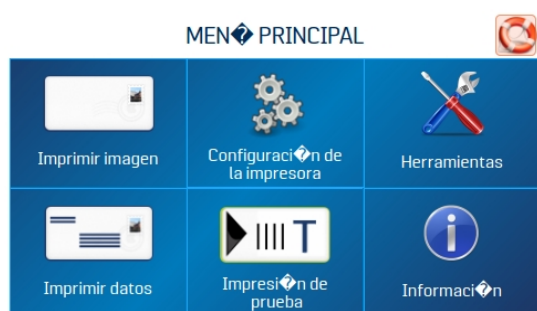 MEN� PRINCIPAL
Imprimir imagen
Configuraci�n de
la impresora
Herramientas
Imprimir datos
T
Impresi�n de
prueba
Informaci�n